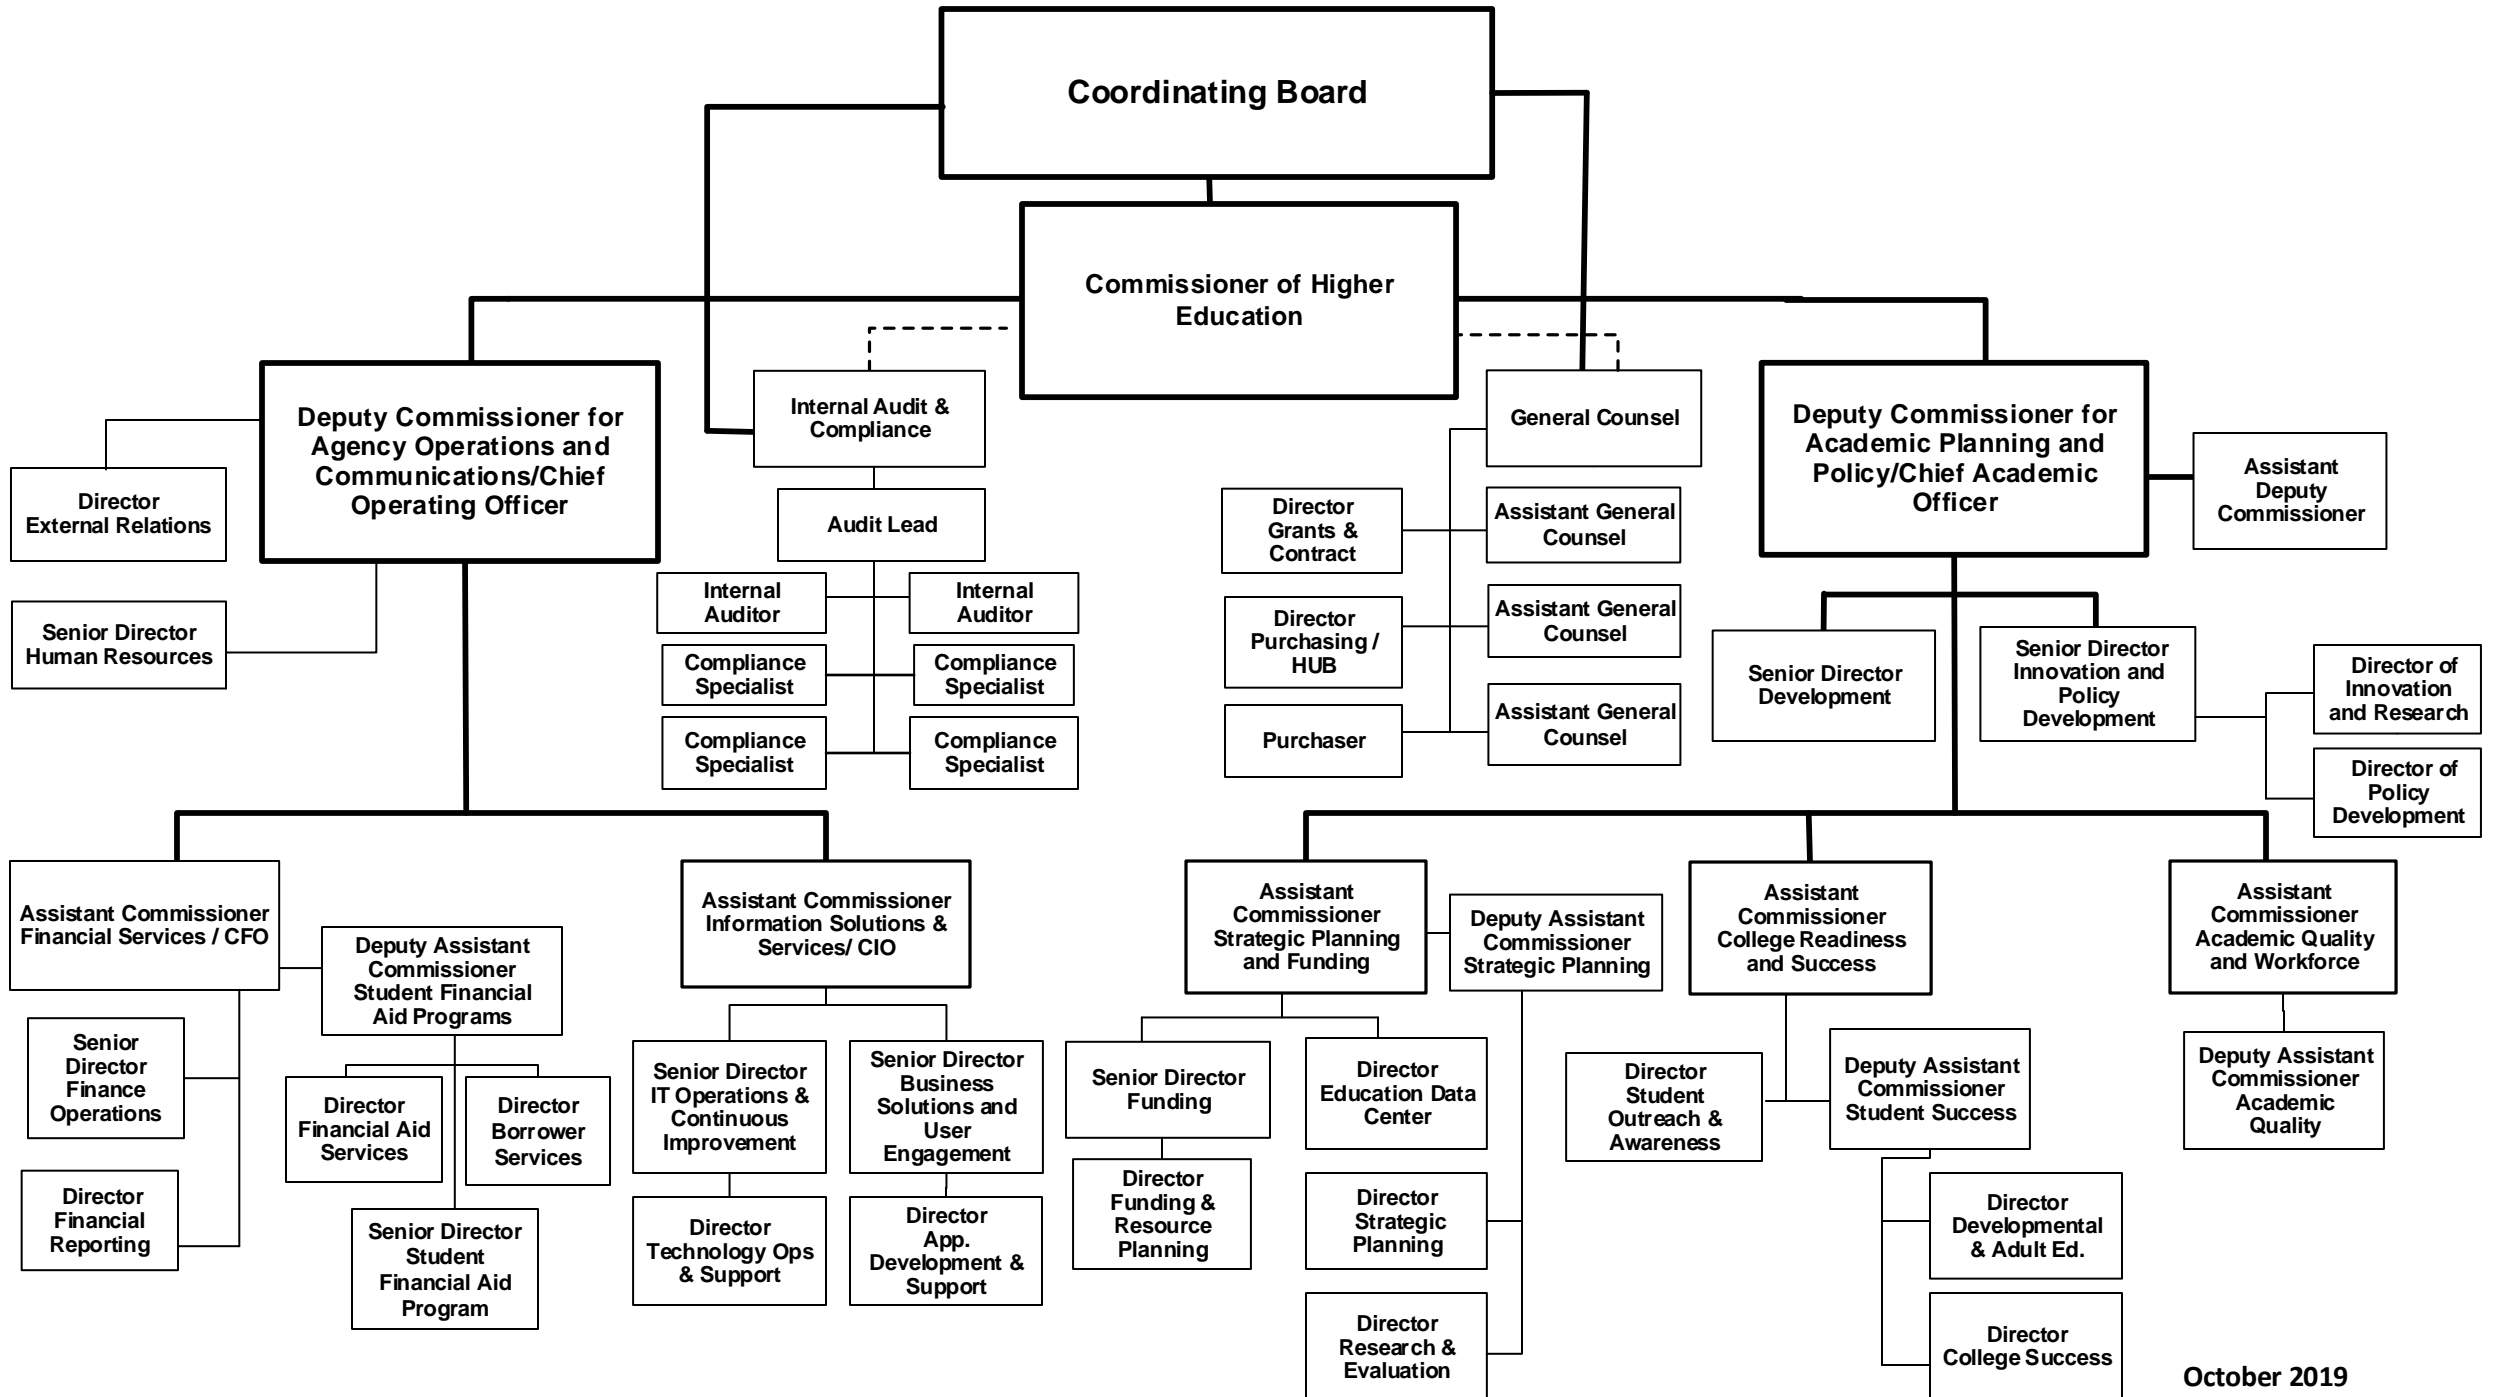 Coordinating Board
Commissioner of Higher
Education
Deputy Commissioner for
Agency Operations and
Communications/Chief
Operating Officer
Internal Audit &
Compliance
General Counsel
Deputy Commissioner for
Academic Planning and
Policy/Chief Academic
Officer
Assistant
Deputy
Commissioner
Director
External Relations
Senior Director
Human Resources
Audit Lead
Internal
Auditor
Internal
Auditor
Compliance
Specialist
Compliance
Specialist
Compliance
Specialist
Compliance
Specialist
Director
Grants &
Contract
Assistant General
Counsel
Director
Purchasing /
HUB
Assistant General
Counsel
Purchaser
Assistant General
Counsel
Senior Director
Development
Senior Director
Innovation and
Policy
Development
Director of
Innovation
and Research
Director of
Policy
Development
Assistant Commissioner
Financial Services / CFO
Deputy Assistant
Commissioner
Student Financial
Aid Programs
Senior
Director
Finance
Operations
Director
Financial
Reporting
Director
Financial Aid
Services
Director
Borrower
Services
Senior Director
Student
Financial Aid
Program
Assistant Commissioner
Information Solutions &
Services/ CIO
Senior Director
IT Operations &
Continuous
Improvement
Senior Director
Business
Solutions and
User
Engagement
Director
Technology Ops
& Support
Director
App.
Development &
Support
Assistant
Commissioner
Strategic Planning
and Funding
Deputy Assistant
Commissioner
Strategic Planning
Senior Director
Funding
Director
Education Data
Center
Director
Funding &
Resource
Planning
Director
Strategic
Planning
Director
Research &
Evaluation
Assistant
Commissioner
College Readiness
and Success
Director
Student
Outreach &
Awareness
Deputy Assistant
Commissioner
Student Success
Director
Developmental
& Adult Ed.
Director
College Success
Assistant
Commissioner
Academic Quality
and Workforce
Deputy Assistant
Commissioner
Academic
Quality
October 2019